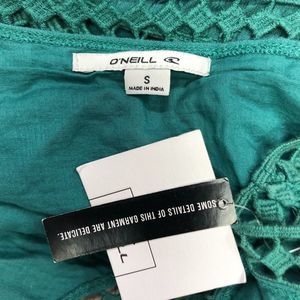 O'NEILL
S
MADE IN INDIA
SOME DETAILS OF THIS
GARMENT ARE DELICATE.